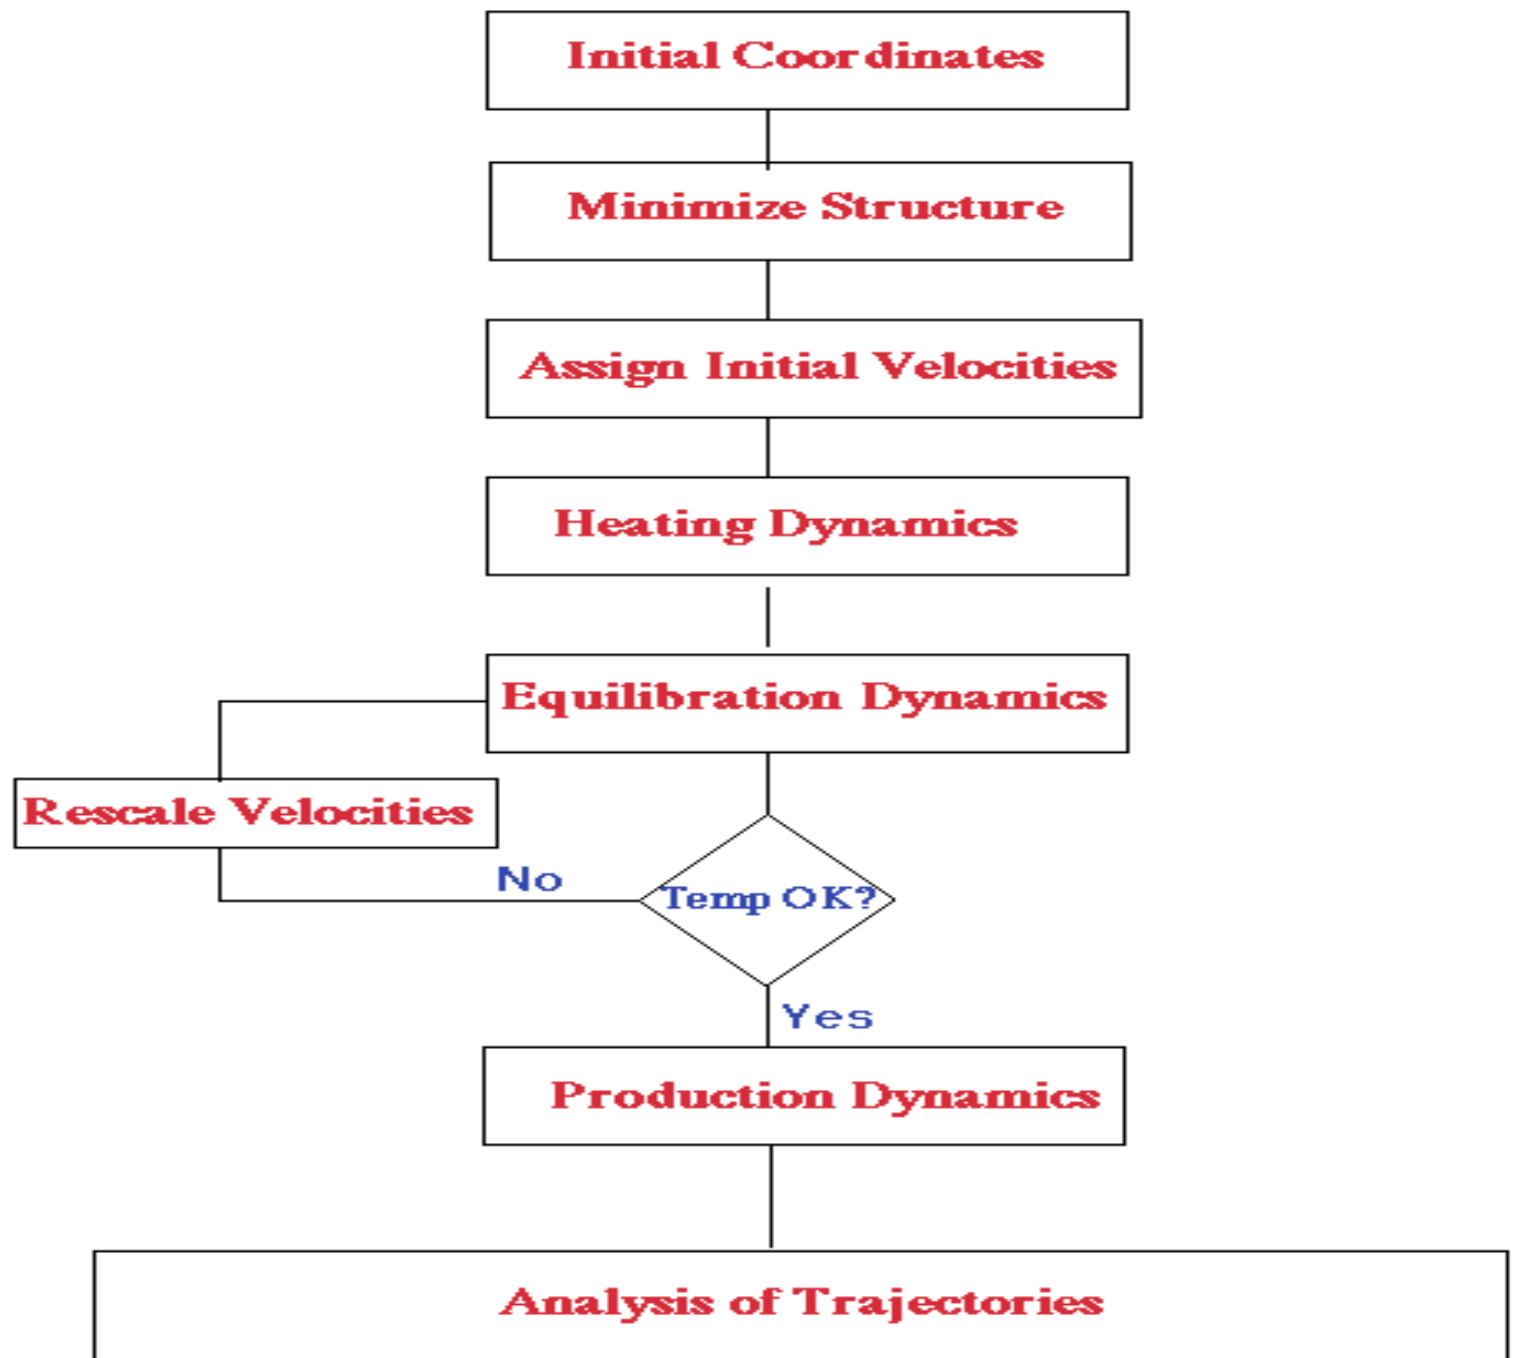 Initial Coordinates
Minimize Structure
Assign Initial Velocities
Heating Dynamics
Equilibration Dynamics
Rescale Velocities
No
Temp OK?
Yes
Production Dynamics
Analysis of Trajectories